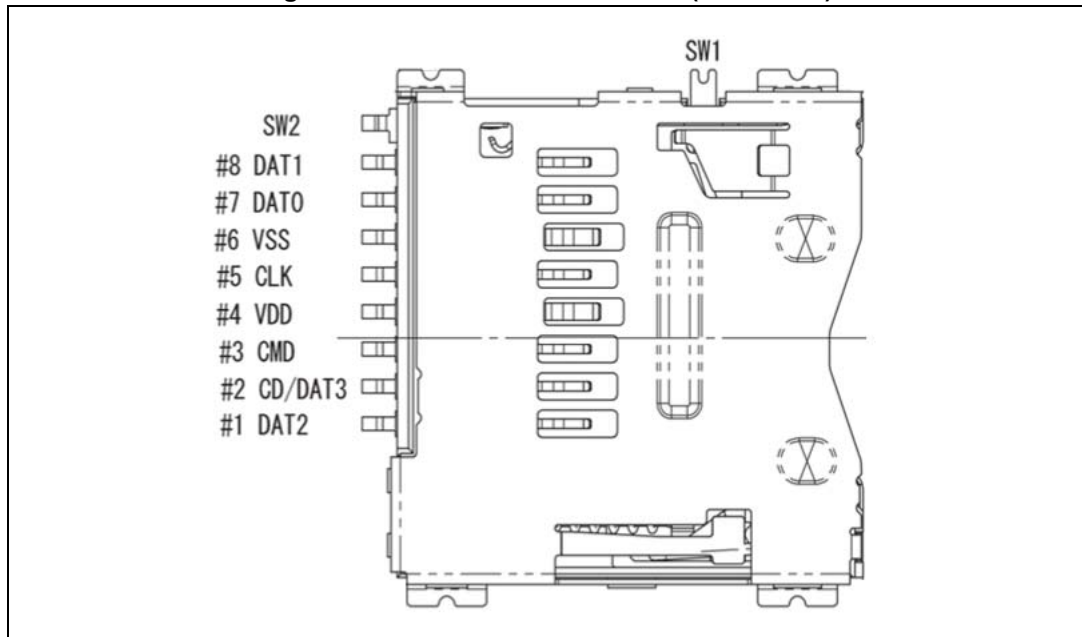 SW1
SW2
#8 DAT1
#7 DAT0
#6 VSS
#5 CLK
#4 VDD
#3 CMD
#2 CD/DAT3
#1 DAT2